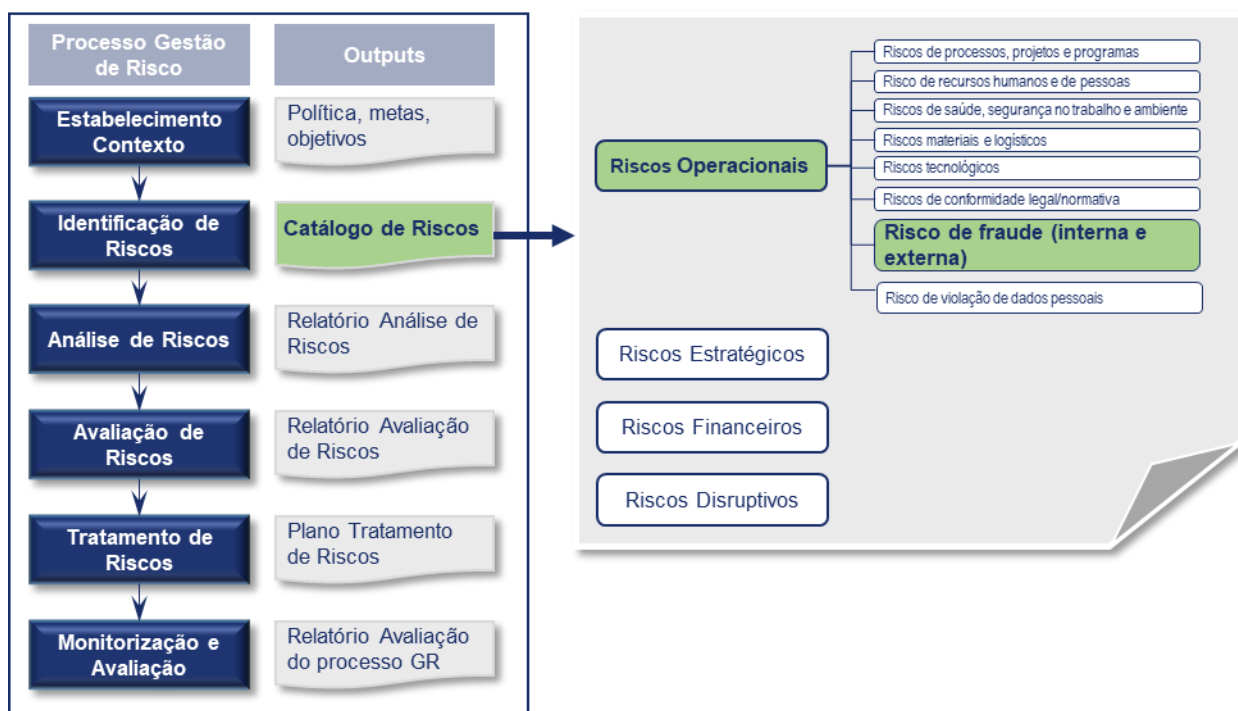 Processo Gestão
de Risco
Outputs
Estabelecimento
Contexto
Política, metas,
objetivos
Identificação de
Riscos
Catálogo de Riscos
Análise de Riscos
Relatório Análise de
Riscos
Avaliação de
Riscos
Relatório Avaliação
de Riscos
Tratamento de
Riscos
Plano Tratamento
de Riscos
Monitorização e
Avaliação
Relatório Avaliação
do processo GR
Riscos Operacionais
Riscos de processos, projetos e programas
Risco de recursos humanos e de pessoas
Riscos de saúde, segurança no trabalho e ambiente
Riscos materiais e logísticos
Riscos tecnológicos
Riscos de conformidade legal/normativa
Risco de fraude (interna e
externa)
Risco de violação de dados pessoais
Riscos Estratégicos
Riscos Financeiros
Riscos Disruptivos